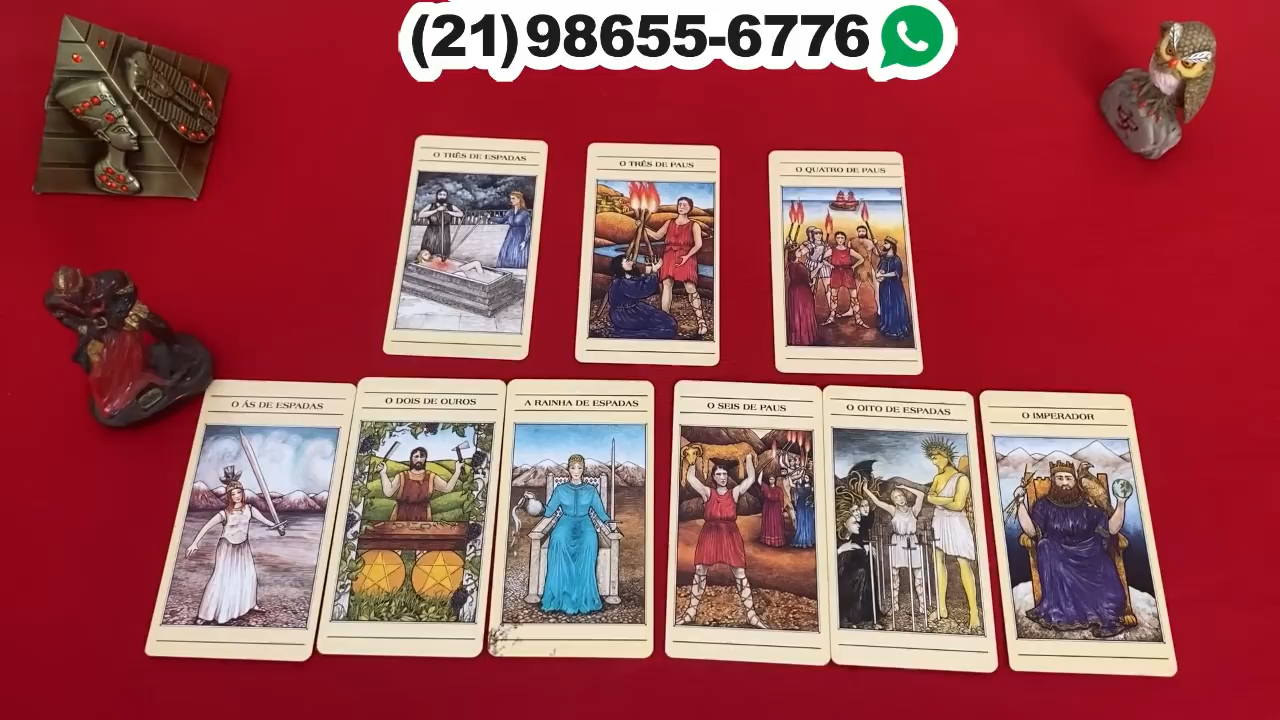 (21)98655-6776
O TRÊS DE ESPADAS
O TRÊS DE PAUS
O QUATRO DE PAUS
O ÁS DE ESPADAS
O DOIS DE OUROS
A RAINHA DE ESPADAS
O SEIS DE PAUS
O OITO DE ESPADAS
O IMPERADOR